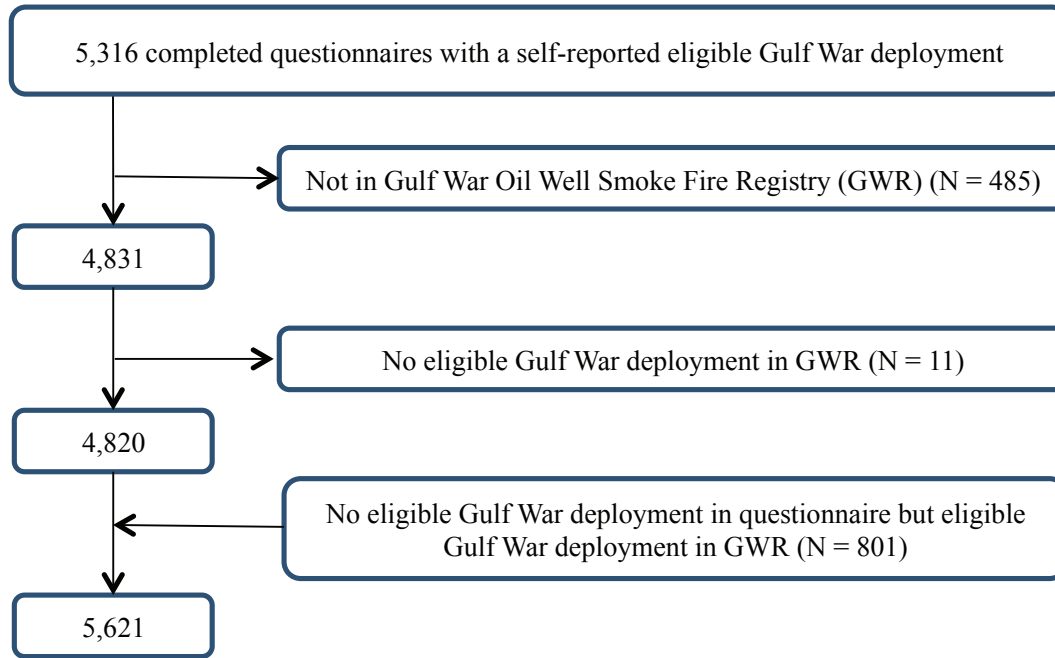 5,316 completed questionnaires with a self-reported eligible Gulf War deployment
Not in Gulf War Oil Well Smoke Fire Registry (GWR) (N = 485)
4,831
No eligible Gulf War deployment in GWR (N = 11)
4,820
No eligible Gulf War deployment in questionnaire but eligible
Gulf War deployment in GWR (N = 801)
5,621